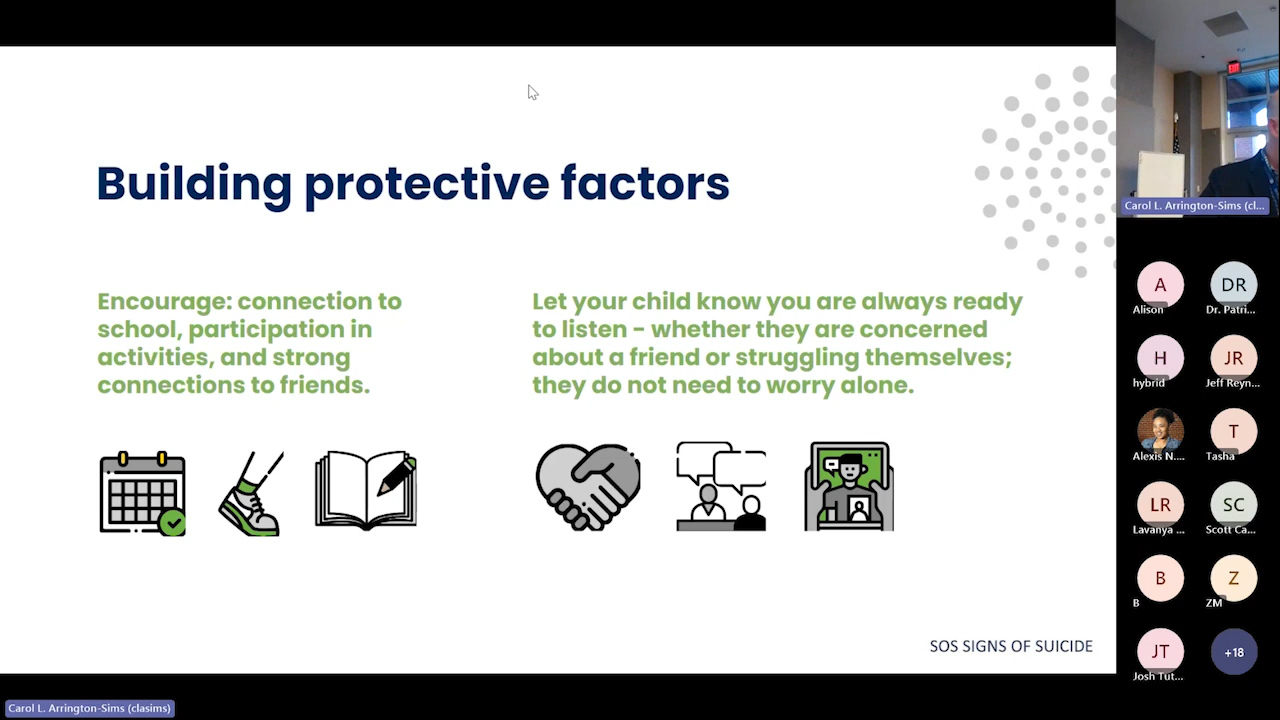 Building protective factors
Encourage: connection to
school, participation in
activities, and strong
connections to friends.
Let your child know you are always ready
to listen - whether they are concerned
about a friend or struggling themselves;
they do not need to worry alone.
SOS SIGNS OF SUICIDE
Carol L. Arrington-Sims (clasims)
EXIT
Carol L. Arrington-Sims (cl...
A
Alison
DR
Dr. Patri...
H
hybrid
JR
Jeff Reyn...
Alexis N....
T
Tasha
LR
Lavanya ...
SC
Scott Ca...
B
B
Z
ZM
JT
Josh Tut...
+18